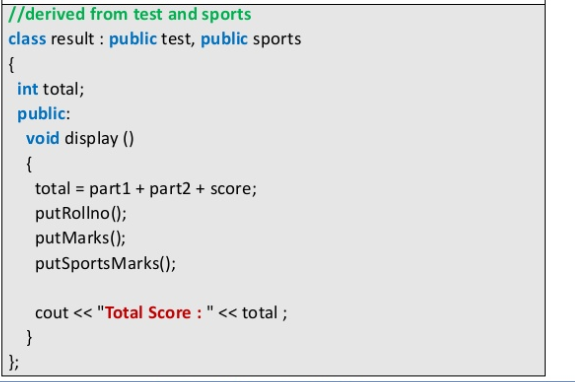 //derived from test and sports
class result : public test, public sports
{
int total;
public:
void display ()
{
total = part1 + part2 + score;
putRollno();
putMarks();
putSportsMarks();
cout << "Total Score : " << total ;
}
};